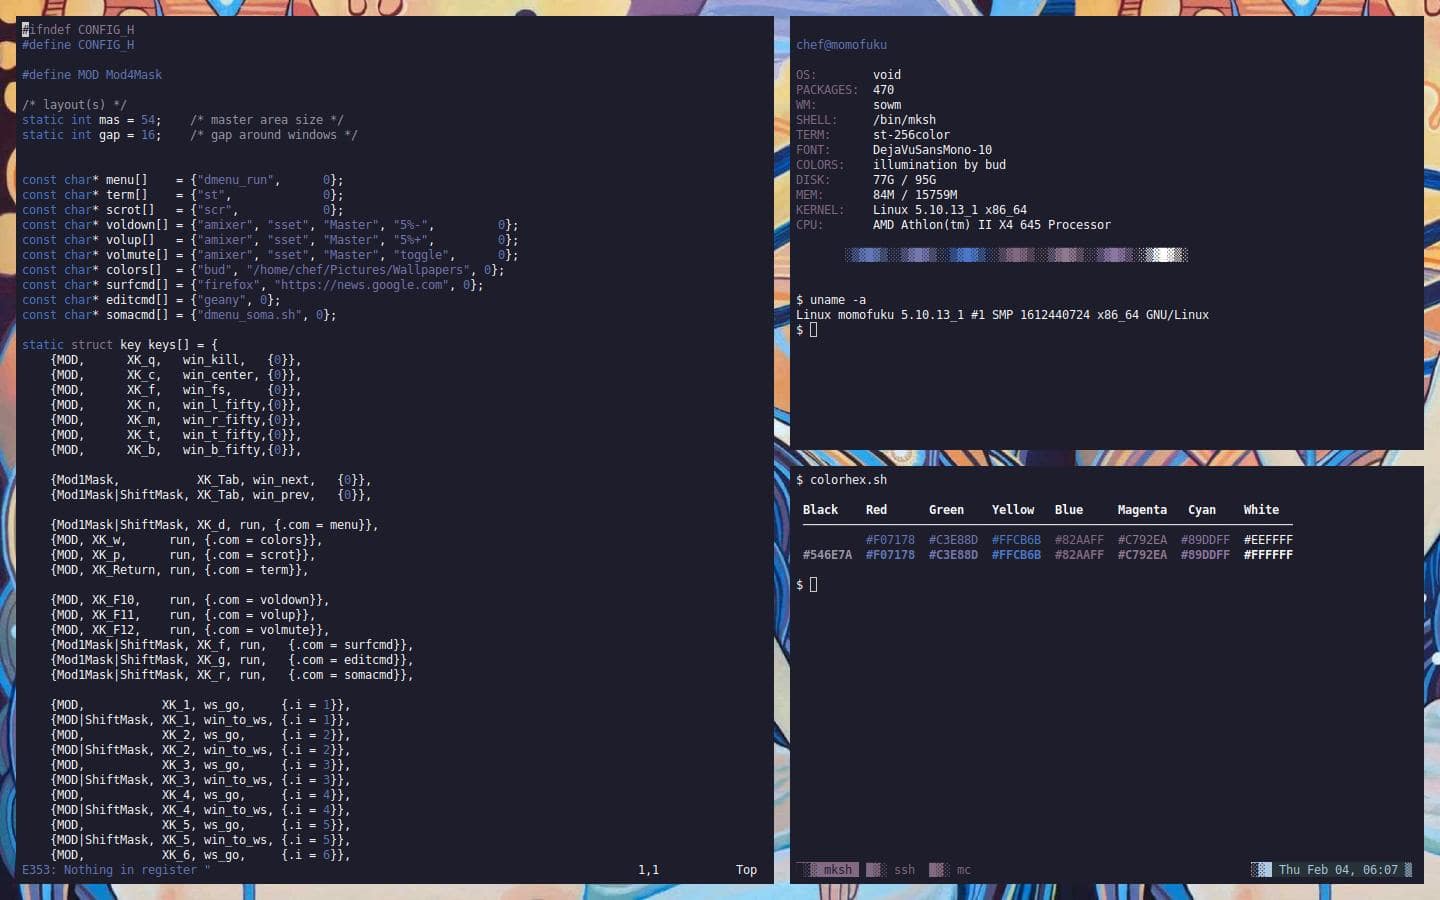 #ifndef CONFIG_H
#define CONFIG_H
#define MOD Mod4Mask
/* layout(s) */
static int mas = 54;    /* master area size */
static int gap = 16;    /* gap around windows */
const char* menu[]    = {"dmenu_run",      0};
const char* term[]    = {"st",             0};
const char* scrot[]   = {"scr",            0};
const char* voldown[] = {"amixer", "sset", "Master", "5%-",         0};
const char* volup[]   = {"amixer", "sset", "Master", "5%+",         0};
const char* volmute[] = {"amixer", "sset", "Master", "toggle",      0};
const char* colors[]  = {"bud", "/home/chef/Pictures/Wallpapers", 0};
const char* surfcmd[] = {"firefox", "https://news.google.com", 0};
const char* editcmd[] = {"geany", 0};
const char* somacmd[] = {"dmenu_soma.sh", 0};
static struct key keys[] = {
    {MOD,      XK_q,   win_kill,   {0}},
    {MOD,      XK_c,   win_center, {0}},
    {MOD,      XK_f,   win_fs,     {0}},
    {MOD,      XK_n,   win_l_fifty,{0}},
    {MOD,      XK_m,   win_r_fifty,{0}},
    {MOD,      XK_t,   win_t_fifty,{0}},
    {MOD,      XK_b,   win_b_fifty,{0}},
    {Mod1Mask,           XK_Tab, win_next,   {0}},
    {Mod1Mask|ShiftMask, XK_Tab, win_prev,   {0}},
    {Mod1Mask|ShiftMask, XK_d, run, {.com = menu}},
    {MOD, XK_w,      run, {.com = colors}},
    {MOD, XK_p,      run, {.com = scrot}},
    {MOD, XK_Return, run, {.com = term}},
    {MOD, XK_F10,    run, {.com = voldown}},
    {MOD, XK_F11,    run, {.com = volup}},
    {MOD, XK_F12,    run, {.com = volmute}},
    {Mod1Mask|ShiftMask, XK_f, run,   {.com = surfcmd}},
    {Mod1Mask|ShiftMask, XK_g, run,   {.com = editcmd}},
    {Mod1Mask|ShiftMask, XK_r, run,   {.com = somacmd}},
    {MOD,           XK_1, ws_go,     {.i = 1}},
    {MOD|ShiftMask, XK_1, win_to_ws, {.i = 1}},
    {MOD,           XK_2, ws_go,     {.i = 2}},
    {MOD|ShiftMask, XK_2, win_to_ws, {.i = 2}},
    {MOD,           XK_3, ws_go,     {.i = 3}},
    {MOD|ShiftMask, XK_3, win_to_ws, {.i = 3}},
    {MOD,           XK_4, ws_go,     {.i = 4}},
    {MOD|ShiftMask, XK_4, win_to_ws, {.i = 4}},
    {MOD,           XK_5, ws_go,     {.i = 5}},
    {MOD|ShiftMask, XK_5, win_to_ws, {.i = 5}},
    {MOD,           XK_6, ws_go,     {.i = 6}},
E353: Nothing in register "    1,1    Top
chef@momofuku
OS:        void
PACKAGES:  470
WM:        sowm
SHELL:     /bin/mksh
TERM:      st-256color
FONT:      DejaVuSansMono-10
COLORS:    illumination by bud
DISK:      77G / 95G
MEM:       84M / 15759M
KERNEL:    Linux 5.10.13_1 x86_64
CPU:       AMD Athlon(tm) II X4 645 Processor
$ uname -a
Linux momofuku 5.10.13_1 #1 SMP 1612440724 x86_64 GNU/Linux
$
$ colorhex.sh
Black    Red      Green    Yellow   Blue     Magenta   Cyan    White
#F07178  #C3E88D  #FFCB6B  #82AAFF  #C792EA  #89DDFF  #EEFFFF
#546E7A  #F07178  #C3E88D  #FFCB6B  #82AAFF  #C792EA  #89DDFF  #FFFFFF
$
mksh    ssh    mc    Thu Feb 04, 06:07